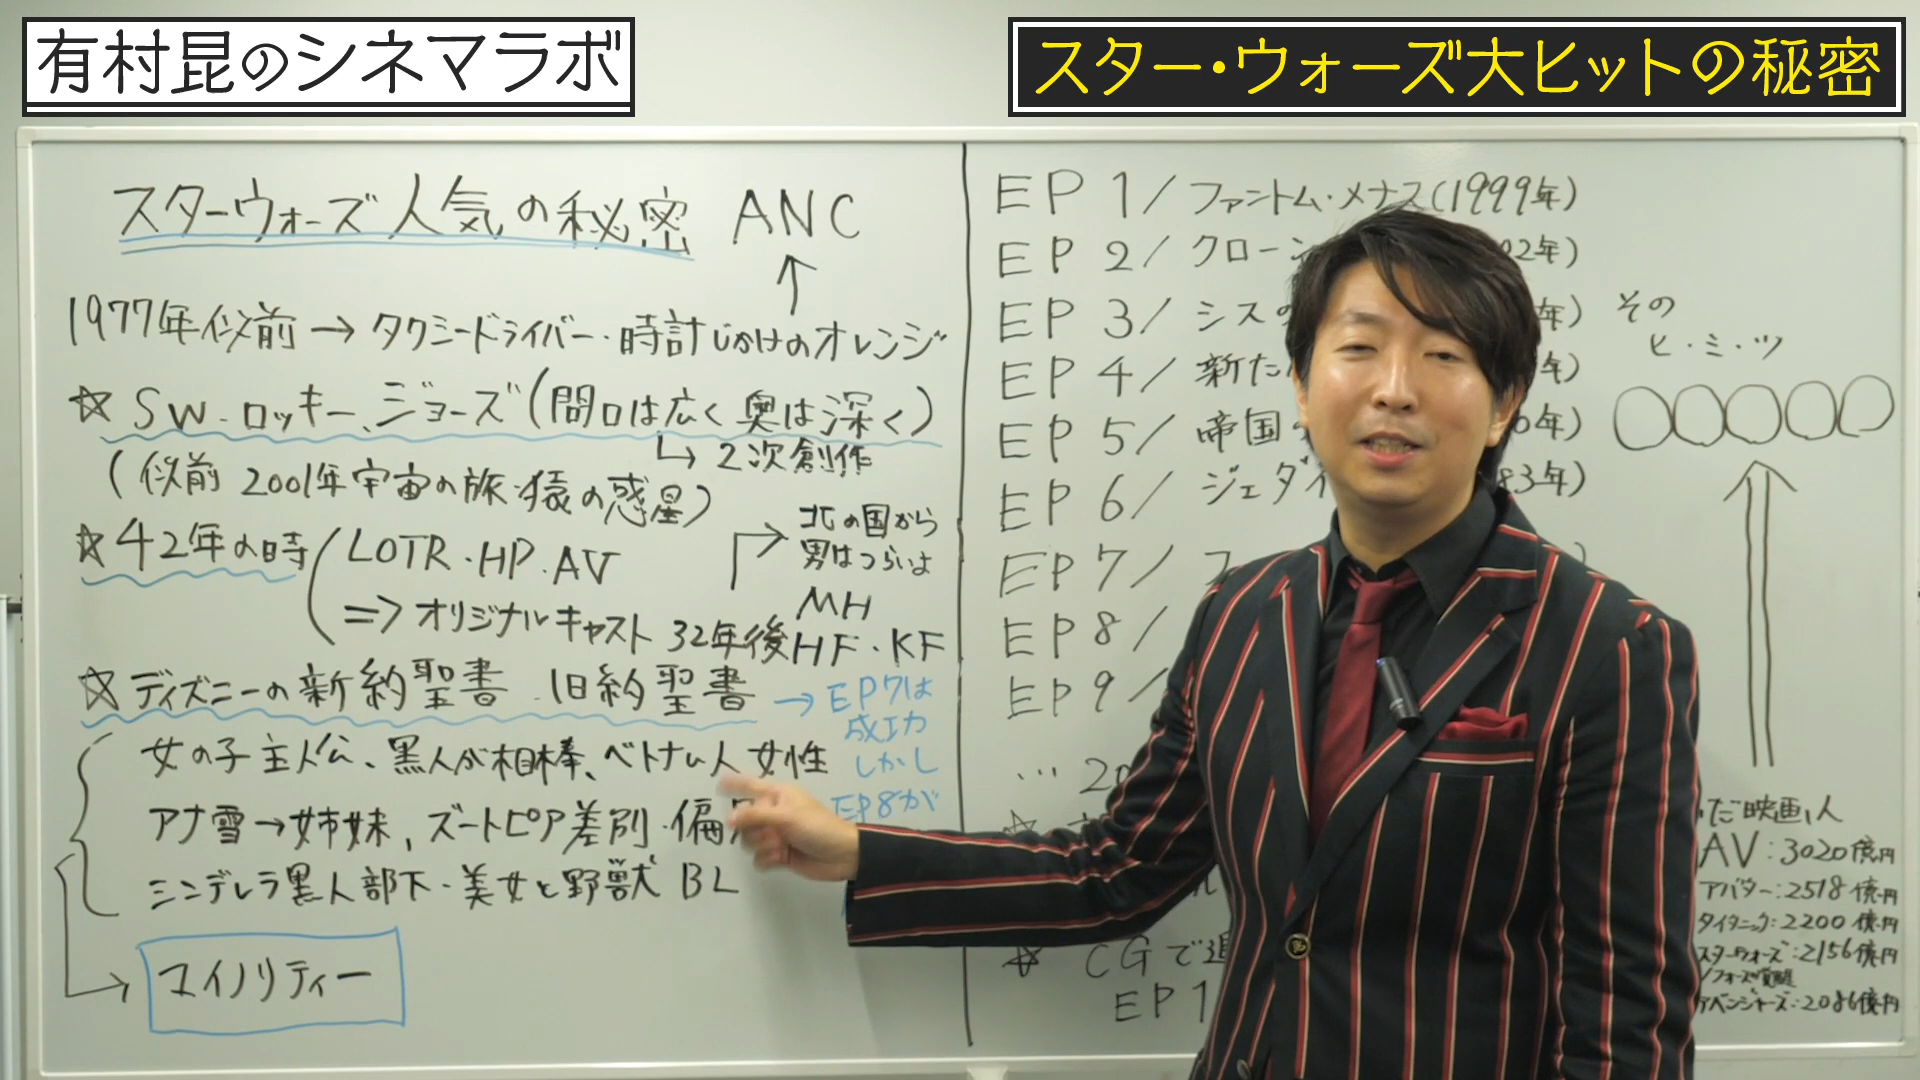 有村昆のシネマラボ
スター・ウォーズ大ヒットの秘密
スターウォーズ人気の秘密 ANC
↑
1977年以前→タクシードライバー・時計じかけのオレンジ
☆SW.ロッキー、ジョーズ(間口は広く奥は深く)
↳2次創作
(以前 2001年宇宙の旅・猿の惑星)
☆42年の時
LOTR・HP・AV
⇒オリジナルキャスト 32年後
北の国から
男はつらいよ
MH
HF・KF
☆ディズニーの新約聖書.旧約聖書
→EP7は
成功
しかし
EP8が
女の子主人公、黒人が相棒、ベトナム人女性
アナ雪→姉妹,ズートピア差別・偏
シンデレラ黒人部下・美女と野獣BL
マイノリティー
EP1/ファントム・メナス(1999年)
EP2/クローン 02年)
EP3/シスの 年)
EP4/新た 年)
EP5/帝国の 0年)
EP6/ジェダイ 83年)
EP7/フ )
EP8/
EP9/
… 20
☆
☆CGで
EP1
その
ヒ・ミ・ツ
○○○○○
だ映画人
AV:3020億円
アバター:2518億円
タイタニック:2200億円
スターウォーズ:2156億円
/フォースの覚醒
アベンジャーズ:2086億円